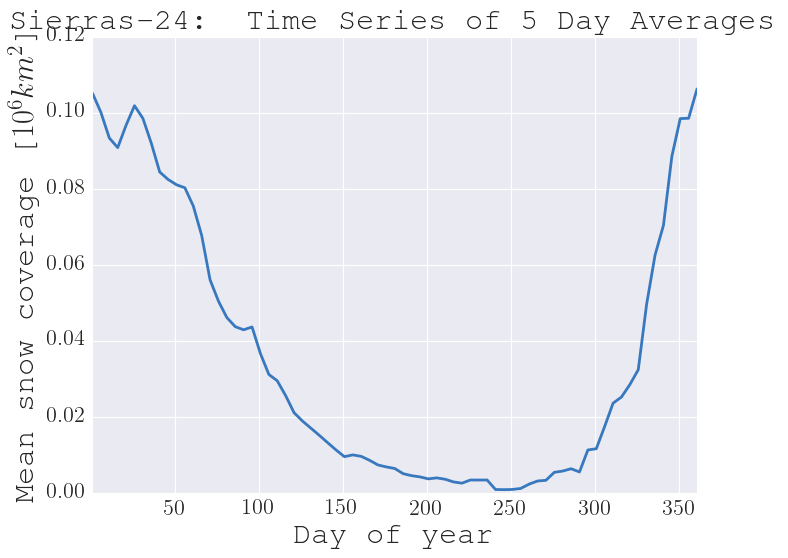 Sierras-24: Time Series of 5 Day Averages
Mean snow coverage [10^6 km^2]
0.12
0.10
0.08
0.06
0.04
0.02
0.00
50 100 150 200 250 300 350
Day of year